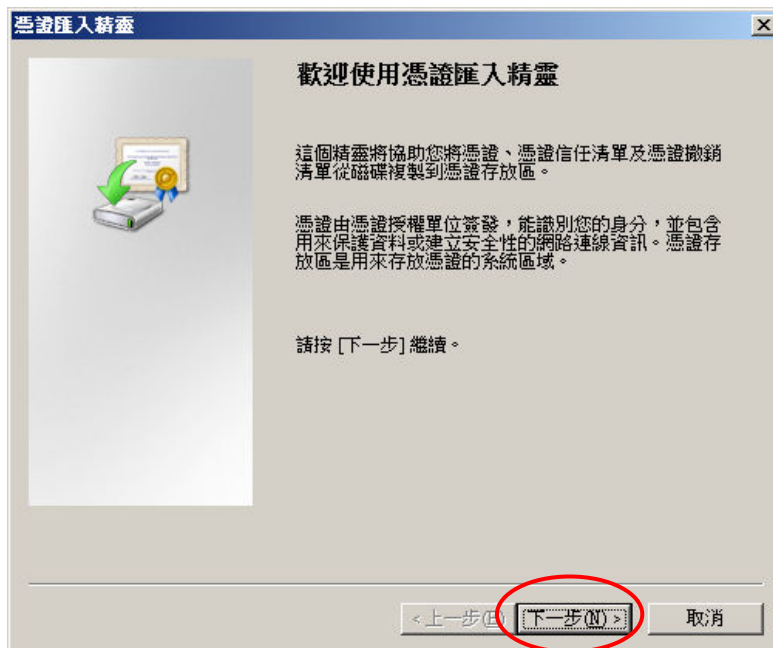 憑證匯入精靈
歡迎使用憑證匯入精靈
這個精靈將協助您將憑證、憑證信任清單及憑證撤銷
清單從磁碟複製到憑證存放區。
憑證由憑證授權單位簽發，能識別您的身分，並包含
用來保護資料或建立安全性的網路連線資訊。憑證存
放區是用來存放憑證的系統區域。
請按 [下一步] 繼續。
<上一步(B) 下一步(N) > 取消